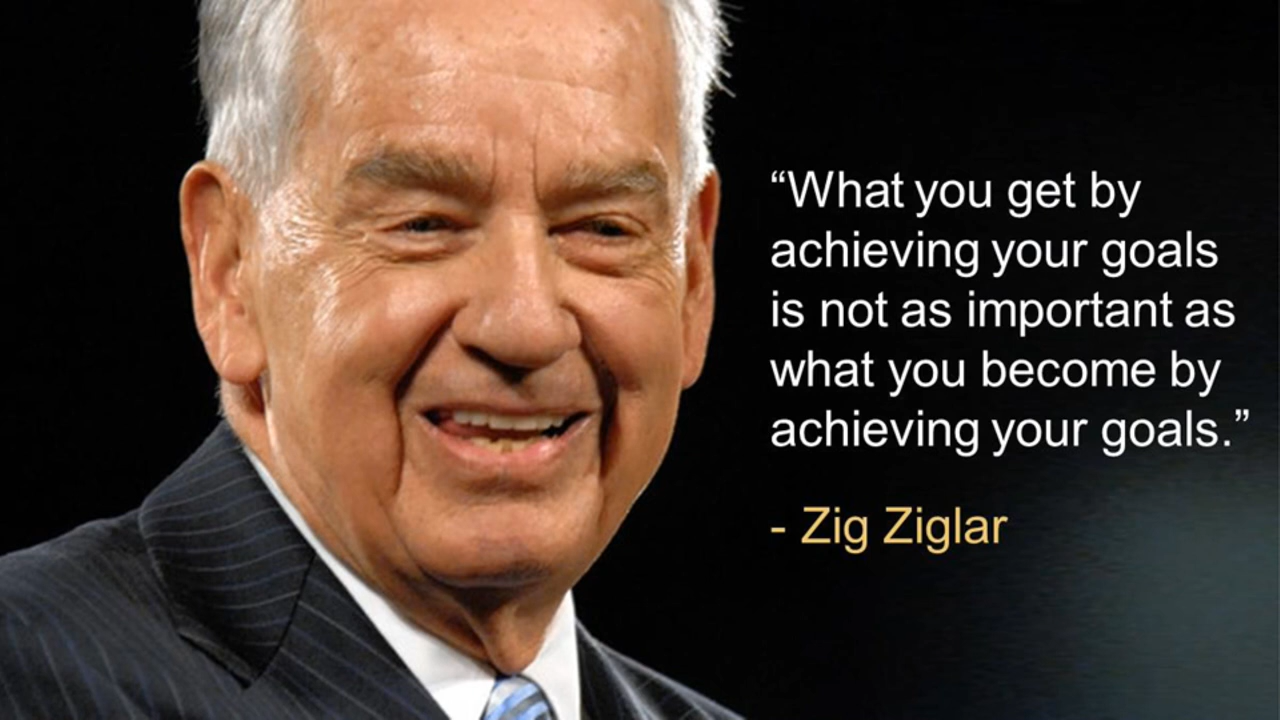 “What you get by
achieving your goals
is not as important as
what you become by
achieving your goals.”
- Zig Ziglar